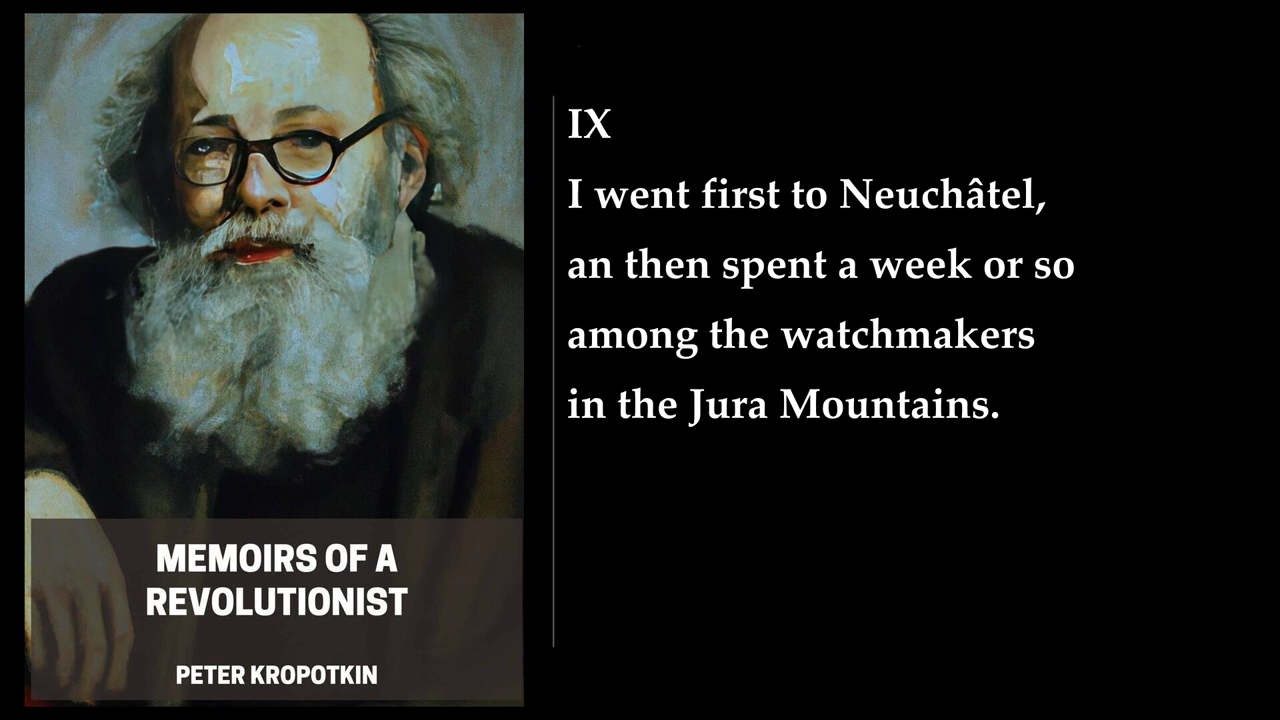 IX
I went first to Neuchâtel,
an then spent a week or so
among the watchmakers
in the Jura Mountains.
MEMOIRS OF A
REVOLUTIONIST
PETER KROPOTKIN